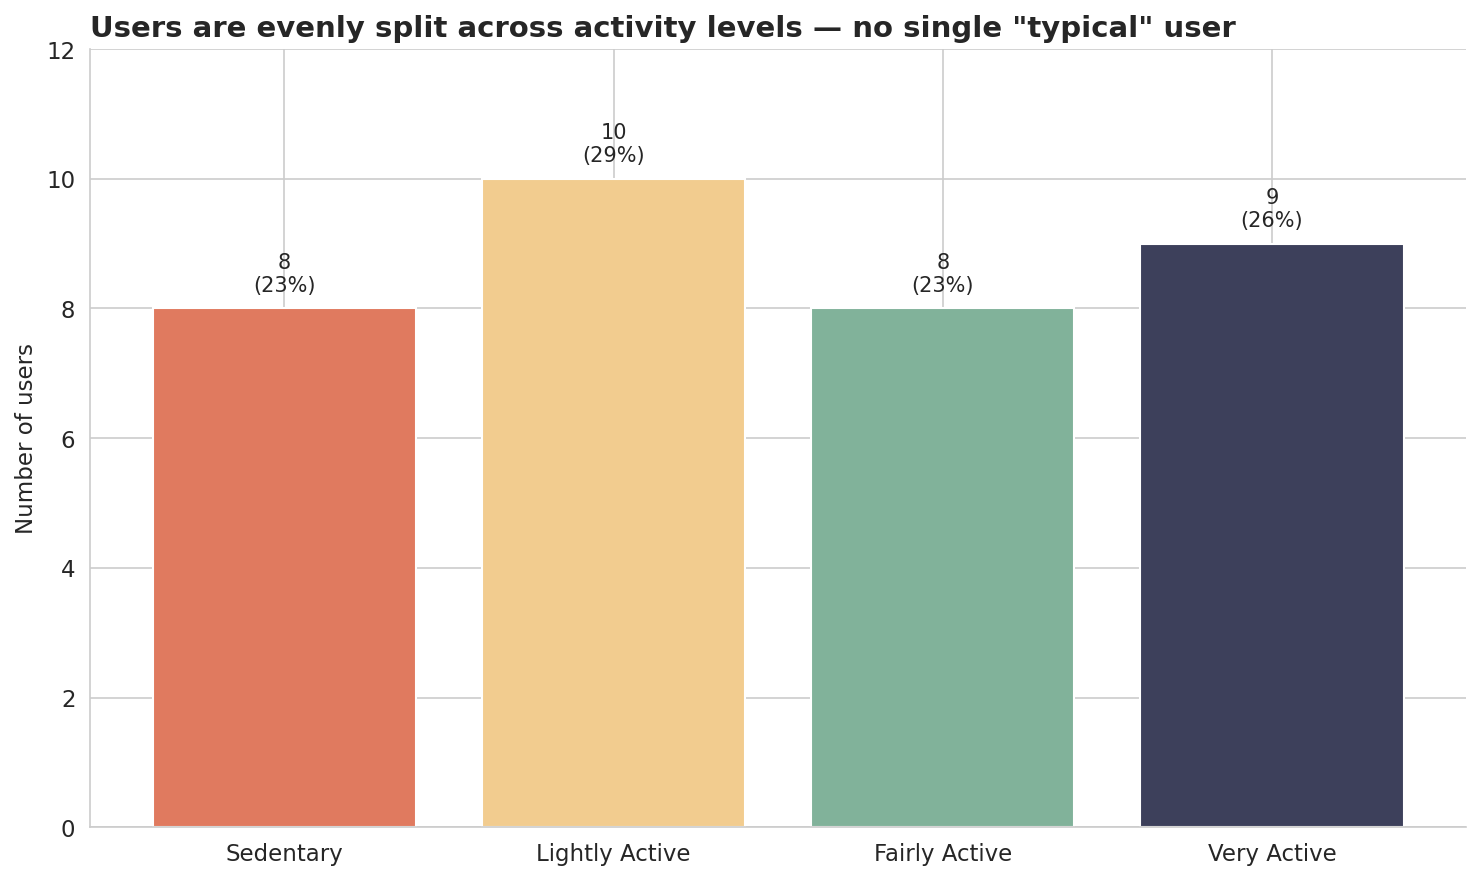 Users are evenly split across activity levels — no single "typical" user
Number of users
12
10
8
6
4
2
0
8
(23%)
10
(29%)
8
(23%)
9
(26%)
Sedentary
Lightly Active
Fairly Active
Very Active